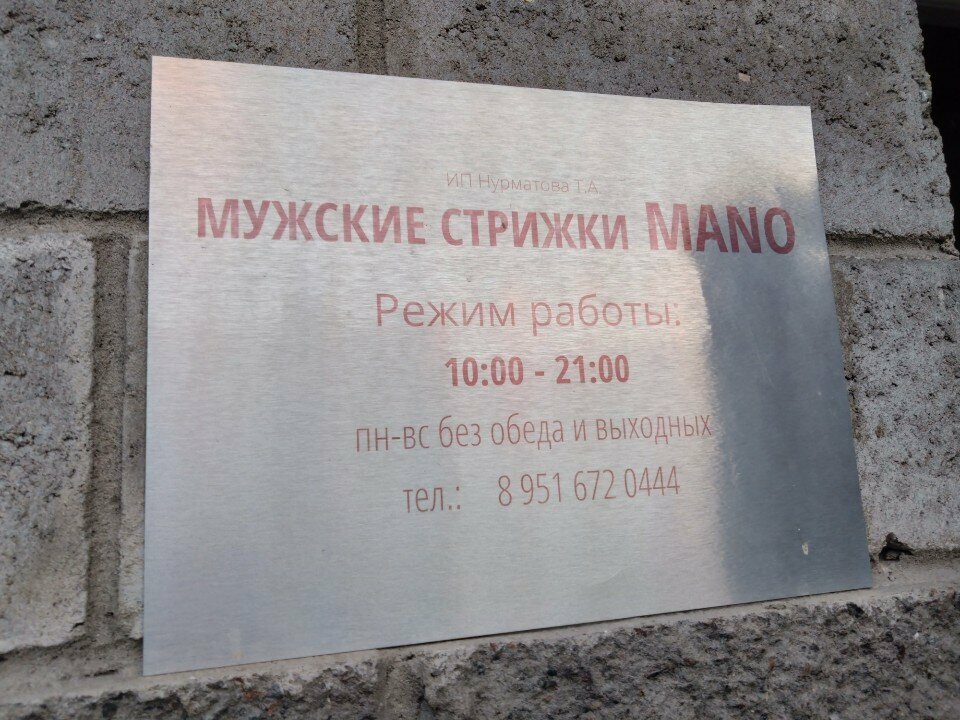 ИП Нурматова Т.А.
МУЖСКИЕ СТРИЖКИ MANO
Режим работы:
10:00 - 21:00
пн-вс без обеда и выходных
тел.: 8 951 672 0444